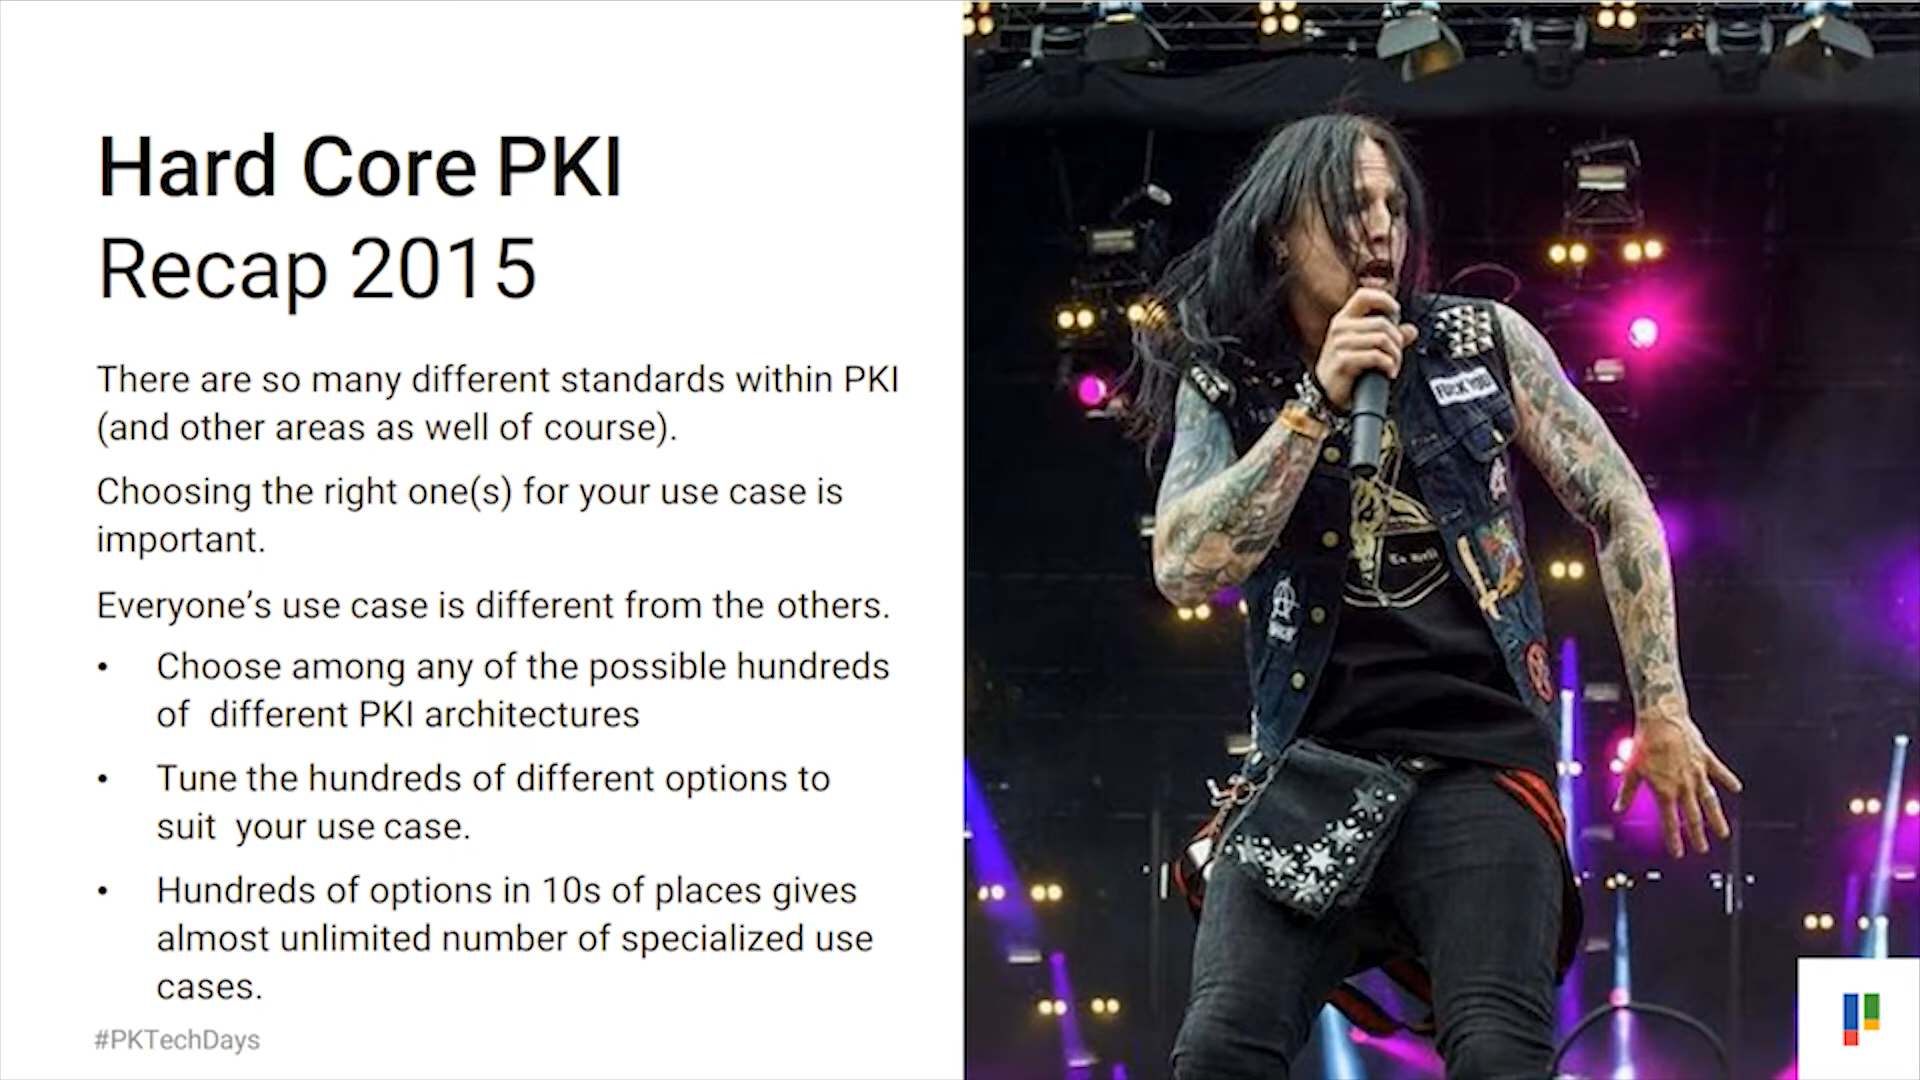 Hard Core PKI
Recap 2015
There are so many different standards within PKI
(and other areas as well of course).
Choosing the right one(s) for your use case is
important.
Everyone’s use case is different from the others.
• Choose among any of the possible hundreds
of different PKI architectures
• Tune the hundreds of different options to
suit your use case.
• Hundreds of options in 10s of places gives
almost unlimited number of specialized use
cases.
#PKTechDays
FUCK YOU